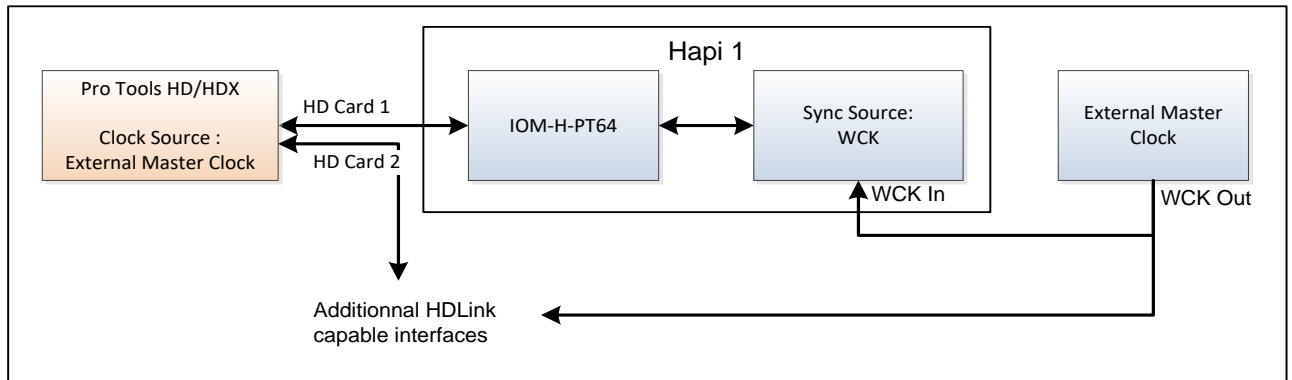 Hapi 1
Pro Tools HD/HDX
Clock Source :
External Master Clock
HD Card 1
HD Card 2
IOM-H-PT64
Sync Source:
WCK
External Master
Clock
WCK In
WCK Out
Additionnal HDLink
capable interfaces